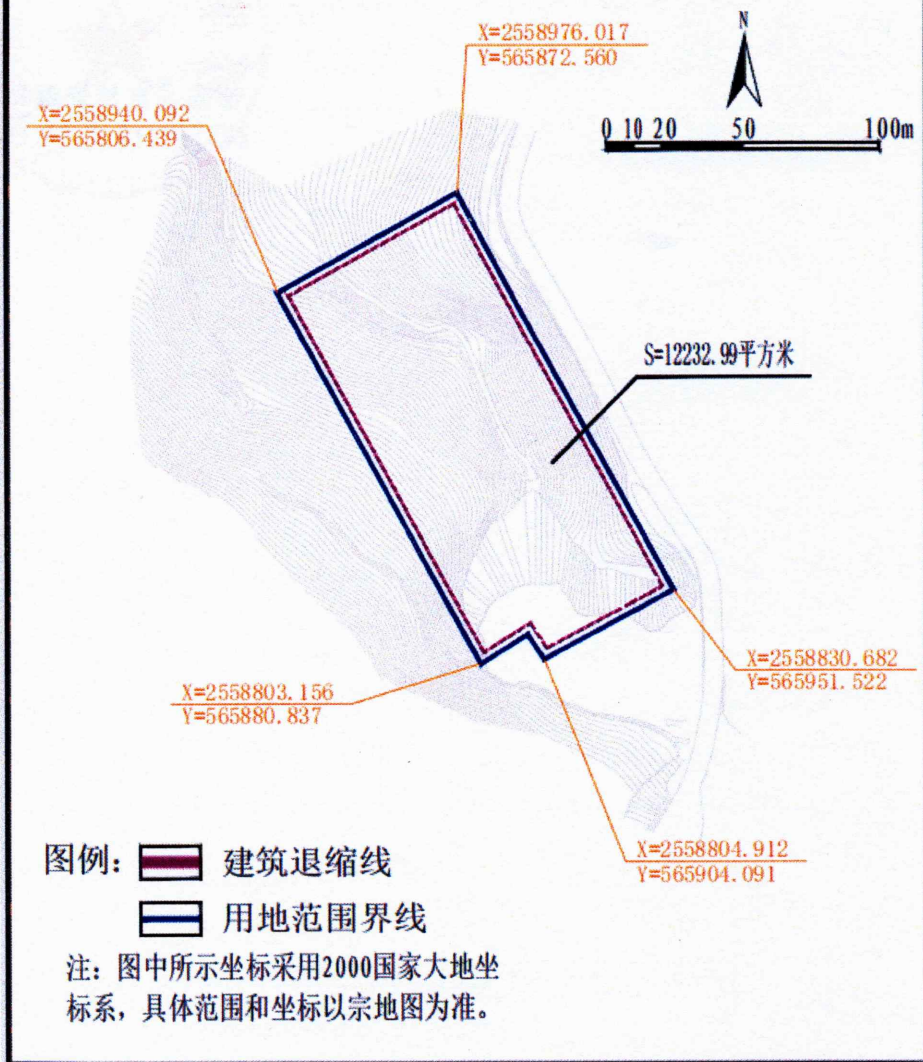 N
0 10 20 50 100m
X=2558976.017
Y=565872.560
X=2558940.092
Y=565806.439
S=12232.99平方米
X=2558830.682
Y=565951.522
X=2558803.156
Y=565880.837
X=2558804.912
Y=565904.091
图例:
建筑退缩线
用地范围界线
注: 图中所示坐标采用2000国家大地坐
标系, 具体范围和坐标以宗地图为准。